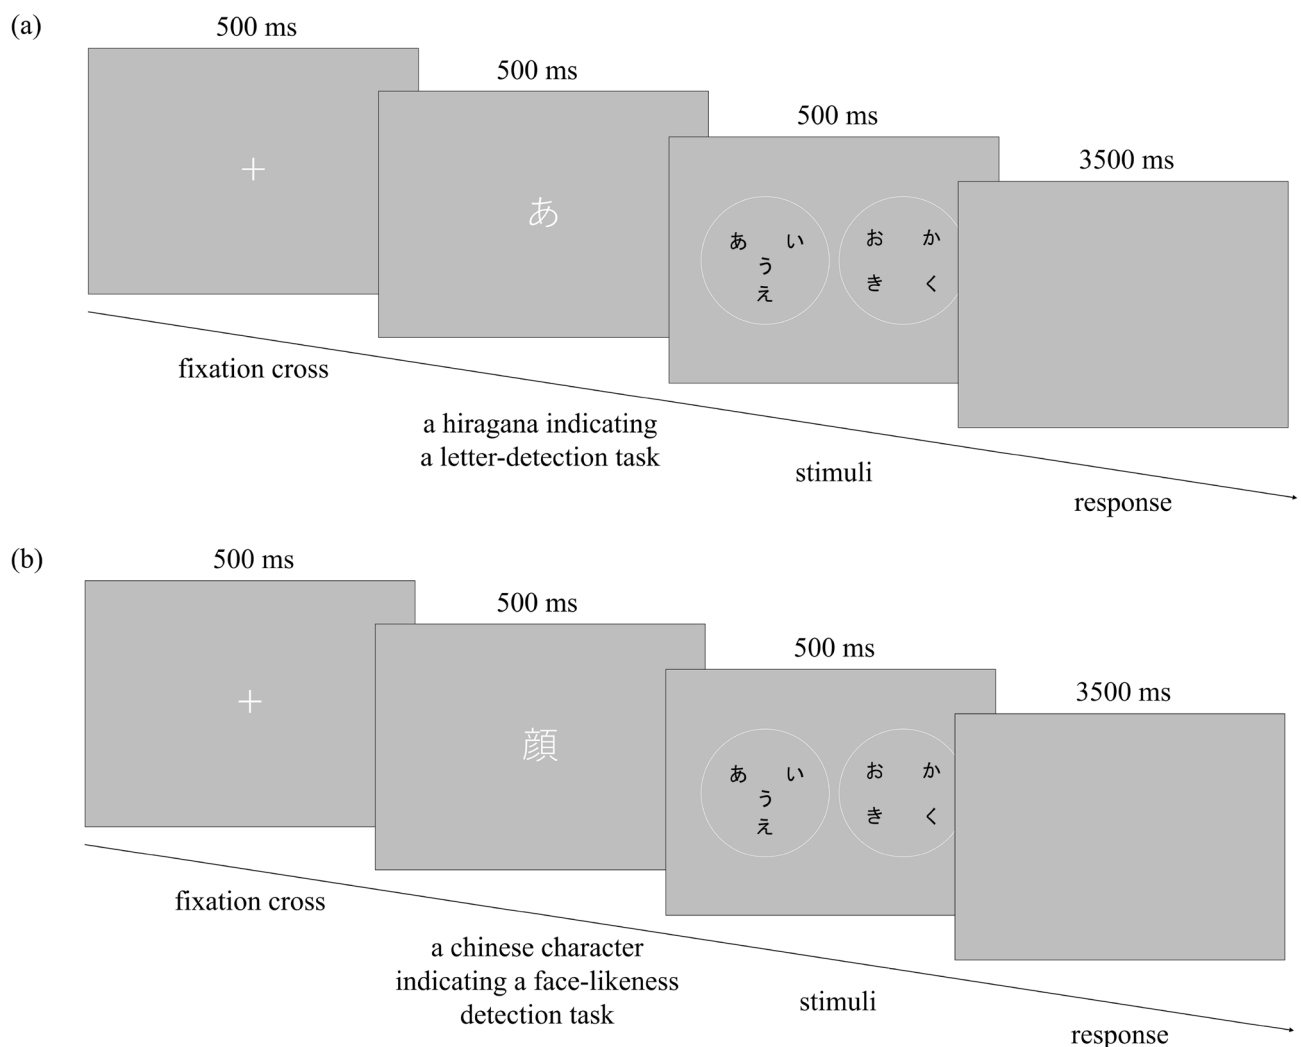 (a)
500 ms
500 ms
500 ms
3500 ms
あ
あ い
う
え
お か
き く
fixation cross
a hiragana indicating
a letter-detection task
stimuli
response
(b)
500 ms
500 ms
500 ms
3500 ms
顔
あ い
う
え
お か
き く
fixation cross
a chinese character
indicating a face-likeness
detection task
stimuli
response